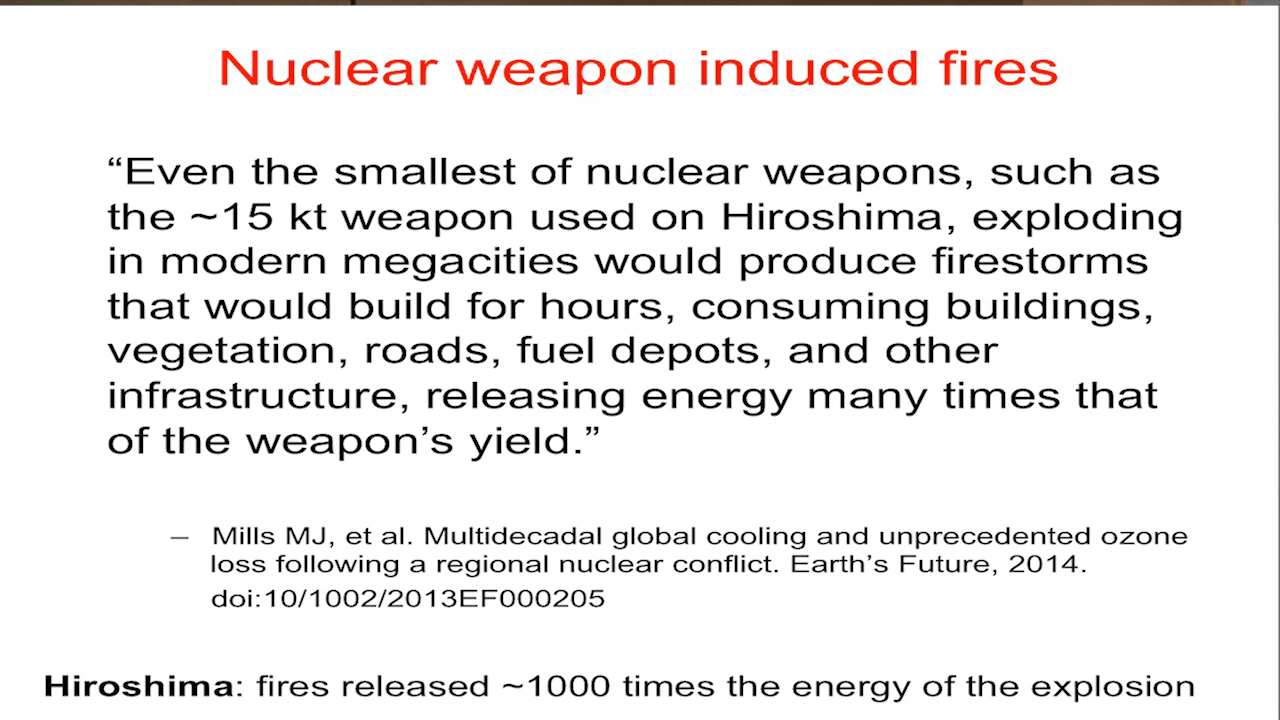 Nuclear weapon induced fires
“Even the smallest of nuclear weapons, such as
the ~15 kt weapon used on Hiroshima, exploding
in modern megacities would produce firestorms
that would build for hours, consuming buildings,
vegetation, roads, fuel depots, and other
infrastructure, releasing energy many times that
of the weapon’s yield.”
– Mills MJ, et al. Multidecadal global cooling and unprecedented ozone
loss following a regional nuclear conflict. Earth’s Future, 2014.
doi:10/1002/2013EF000205
Hiroshima: fires released ~1000 times the energy of the explosion